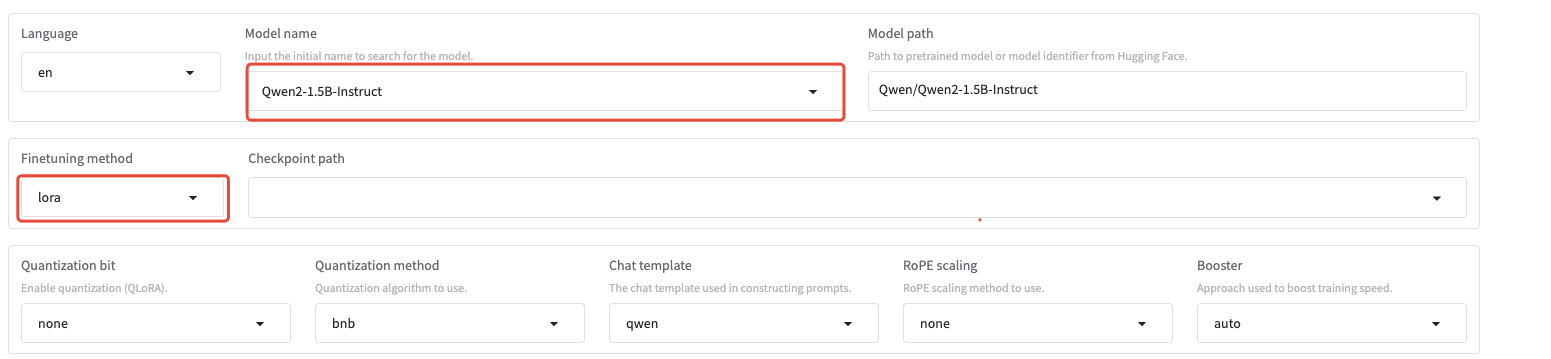 Language
Model name
Model path
Input the initial name to search for the model.
Path to pretrained model or model identifier from Hugging Face.
en
Qwen2-1.5B-Instruct
Qwen/Qwen2-1.5B-Instruct
Finetuning method
Checkpoint path
lora
Quantization bit
Quantization method
Chat template
RoPE scaling
Booster
Enable quantization (QLoRA).
Quantization algorithm to use.
The chat template used in constructing prompts.
RoPE scaling method to use.
Approach used to boost training speed.
none
bnb
qwen
none
auto